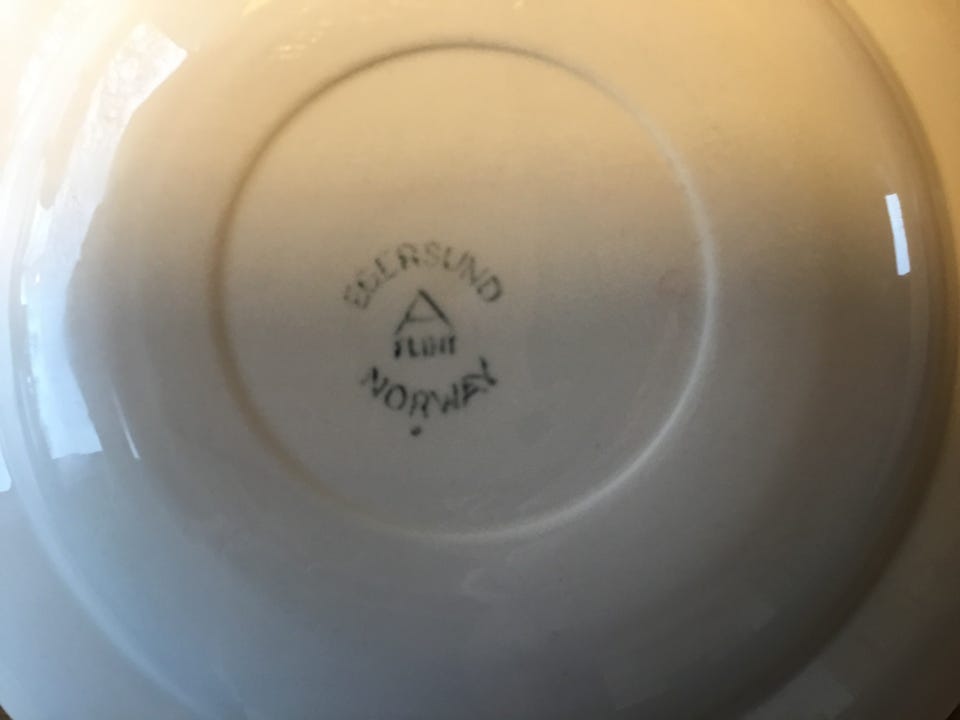 EGERSUND
A
FLINT
NORWAY